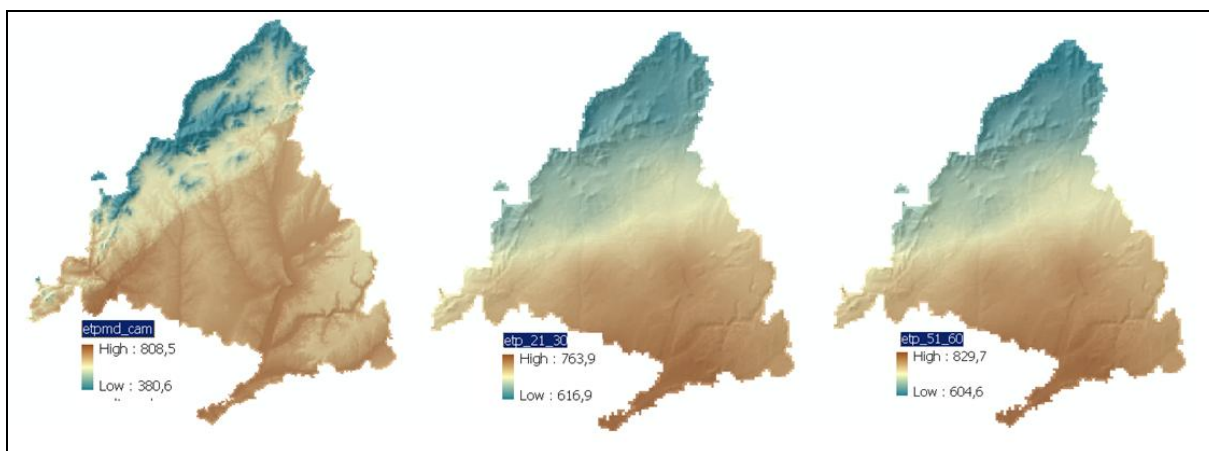 etpmd_cam
High : 808,5
Low : 380,6
etp_21_30
High : 763,9
Low : 616,9
etp_51_60
High : 829,7
Low : 604,6